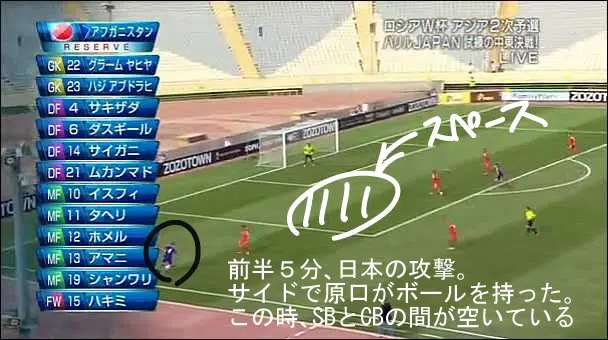 アフガニスタン
RESERVE
GK 22 グラーム ヤヒヤ
GK 23 ハジ アブドラヒ
DF 4 サキザダ
DF 6 ダスギール
DF 14 サイガニ
DF 21 ムカンマド
MF 10 イスフィ
MF 11 タヘリ
MF 12 ホメル
MF 13 アマニ
MF 19 シャンワリ
FW 15 ハキミ
ロシアW杯 アジア2次予選
ハリルJAPAN 試練の中東決戦!
LIVE
ZOZOTOWN
ZOZOTOWN
スペース
前半5分、日本の攻撃。
サイドで原口がボールを持った。
この時、SBとCBの間が空いている